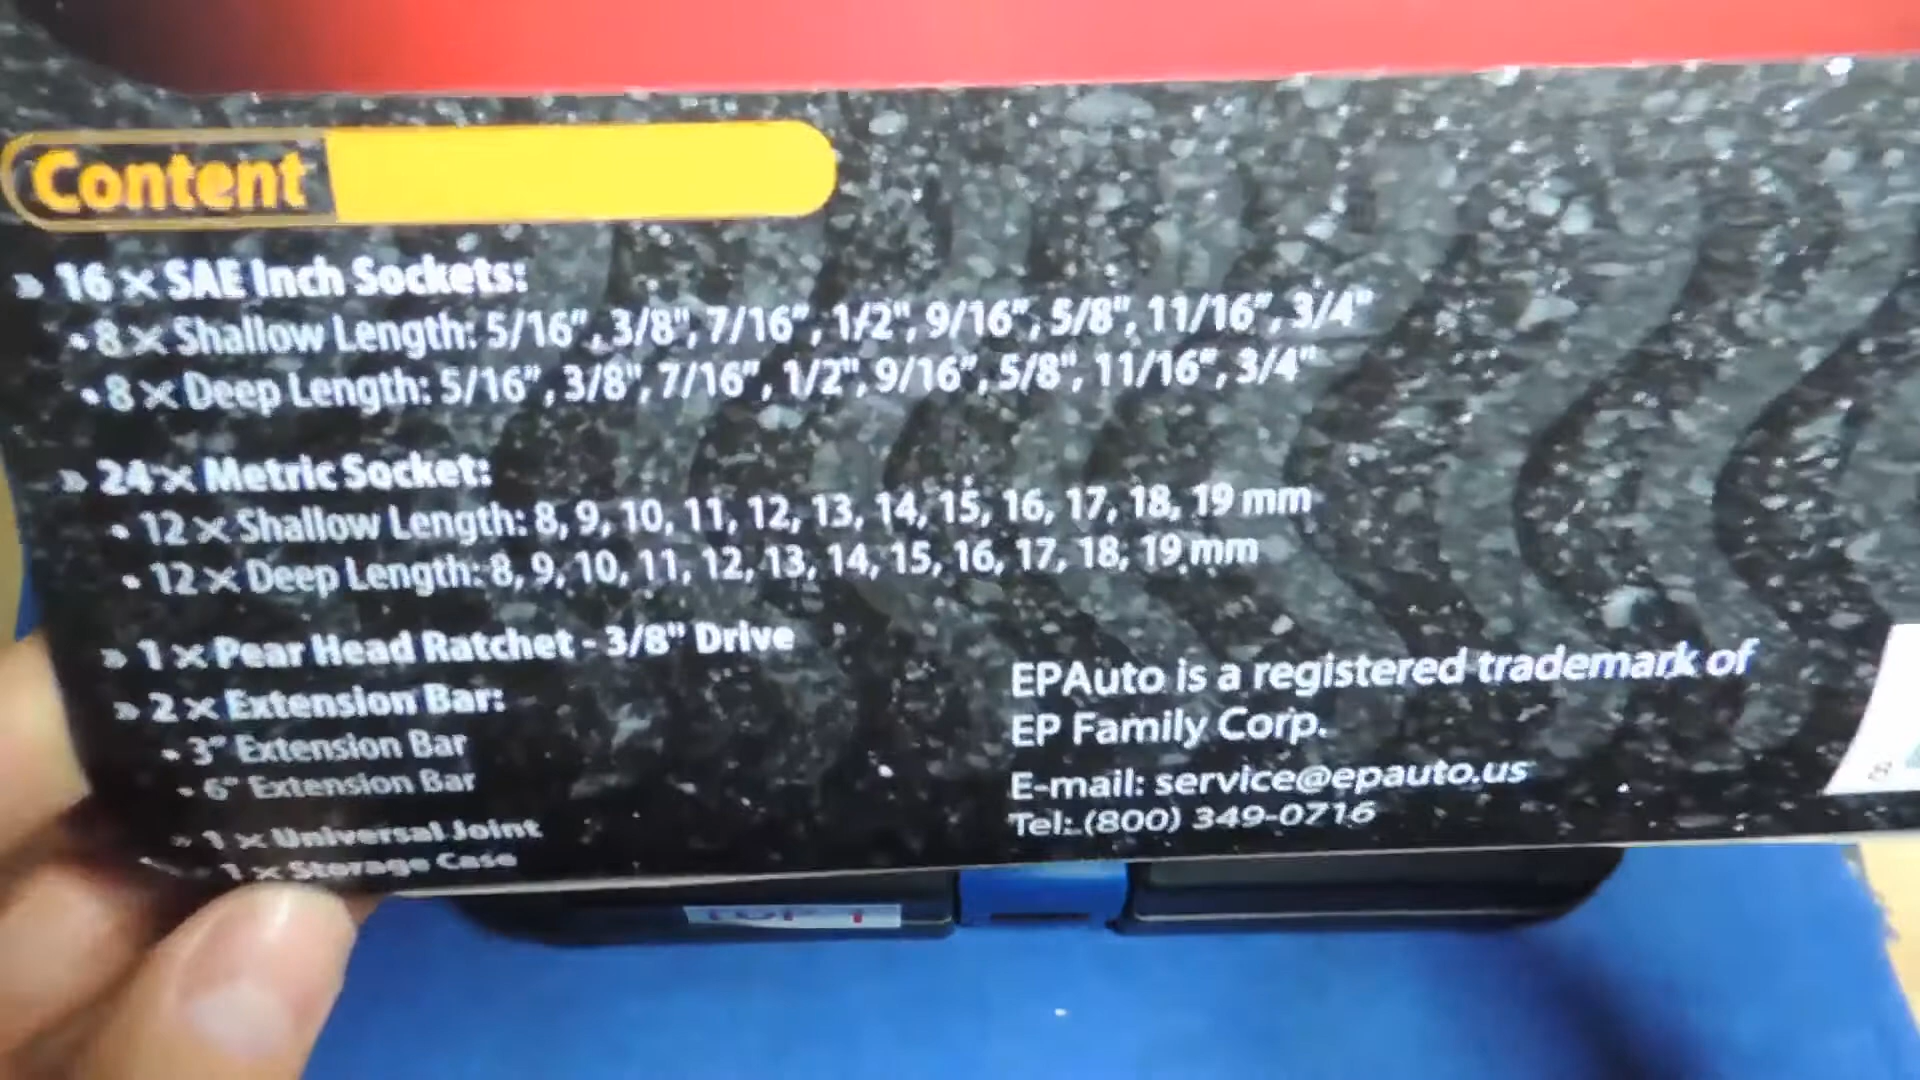 Content
» 16 × SAE Inch Sockets:
• 8 × Shallow Length: 5/16", 3/8", 7/16", 1/2", 9/16", 5/8", 11/16", 3/4"
• 8 × Deep Length: 5/16", 3/8", 7/16", 1/2", 9/16", 5/8", 11/16", 3/4"
» 24 × Metric Socket:
• 12 × Shallow Length: 8, 9, 10, 11, 12, 13, 14, 15, 16, 17, 18, 19 mm
• 12 × Deep Length: 8, 9, 10, 11, 12, 13, 14, 15, 16, 17, 18, 19 mm
» 1 × Pear Head Ratchet - 3/8" Drive
» 2 × Extension Bar:
• 3" Extension Bar
• 6" Extension Bar
» 1 × Universal Joint
» 1 × Storage Case
EPAuto is a registered trademark of
EP Family Corp.
E-mail: service@epauto.us
Tel: (800) 349-0716
8